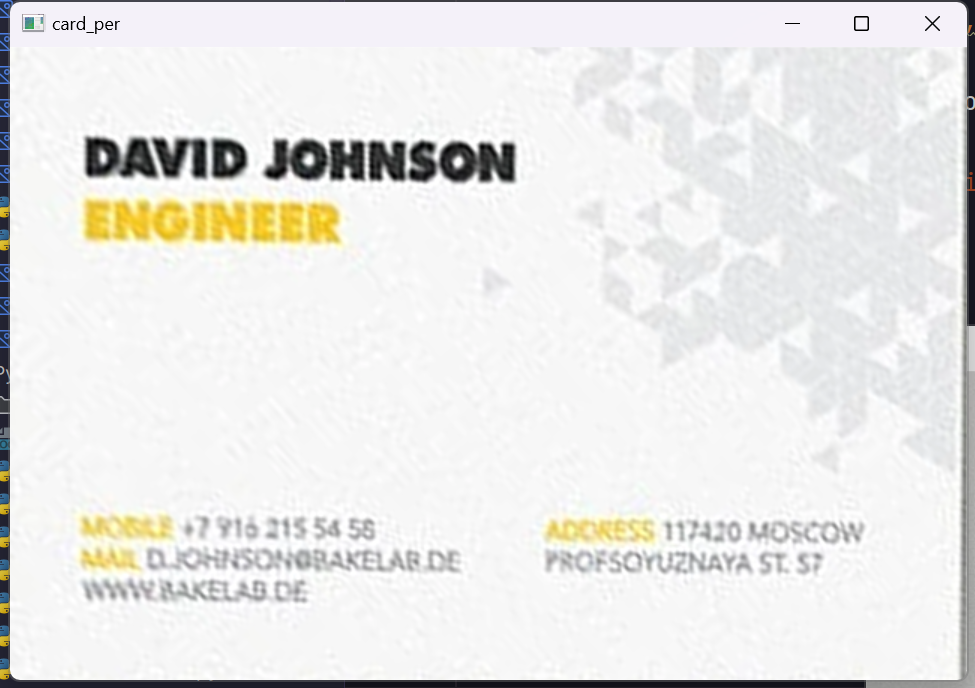 card_per
DAVID JOHNSON
ENGINEER
MOBILE +7 916 215 54 58
MAIL D.JOHNSON@BAKELAB.DE
WWW.BAKELAB.DE
ADDRESS 117420 MOSCOW
PROFSOYUZNAYA ST. 57